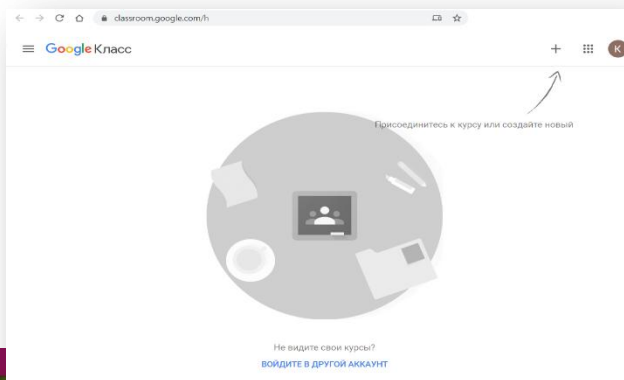 classroom.google.com/h
Google Класс
К
Присоединитесь к курсу или создайте новый
Не видите свои курсы?
ВОЙДИТЕ В ДРУГОЙ АККАУНТ